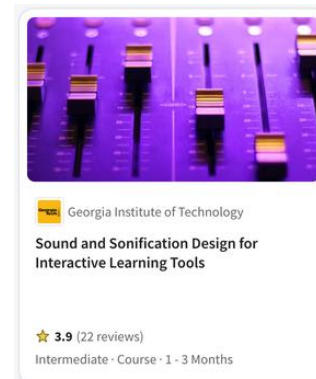 Georgia Institute of Technology
Sound and Sonification Design for
Interactive Learning Tools
3.9 (22 reviews)
Intermediate · Course · 1 - 3 Months